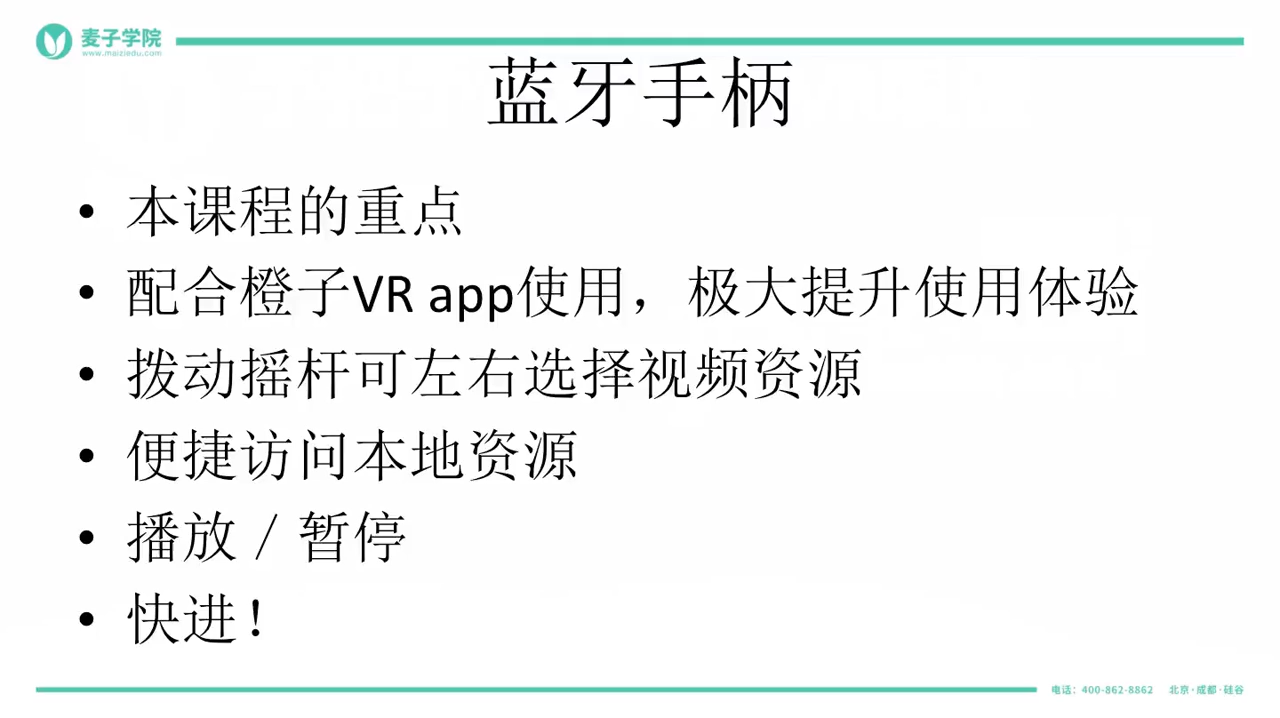 麦子学院
www.maiziedu.com
蓝牙手柄
• 本课程的重点
• 配合橙子VR app使用，极大提升使用体验
• 拨动摇杆可左右选择视频资源
• 便捷访问本地资源
• 播放／暂停
• 快进！
电话：400-862-8862 北京·成都·硅谷